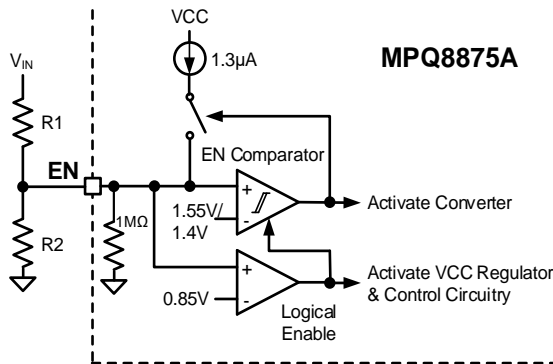 VCC
1.3µA
MPQ8875A
VIN
R1
EN
EN Comparator
1MΩ
+
-
1.55V/
1.4V
Activate Converter
R2
+
-
0.85V
Logical
Enable
Activate VCC Regulator
& Control Circuitry